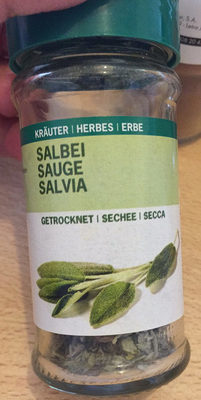 KRÄUTER | HERBES | ERBE
SALBEI
SAUGE
SALVIA
GETROCKNET | SECHEE | SECCA